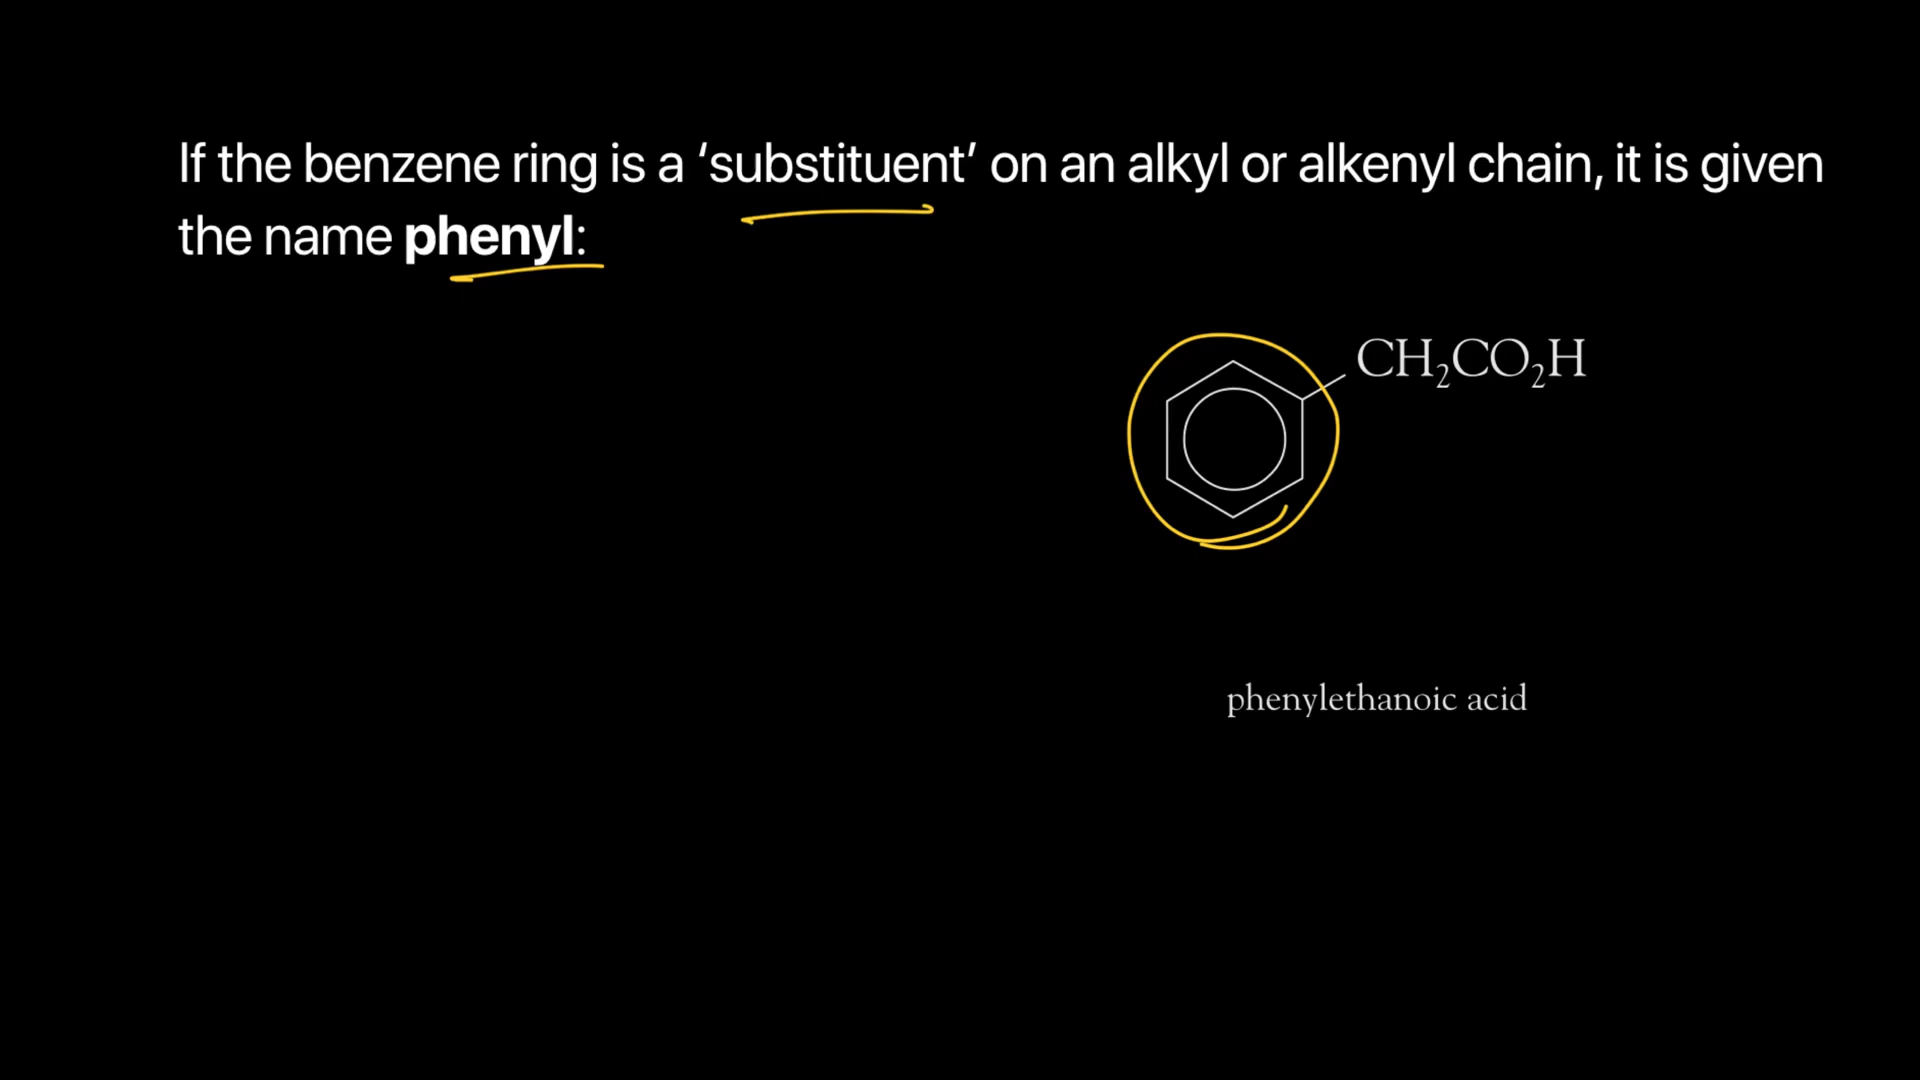 If the benzene ring is a ‘substituent’ on an alkyl or alkenyl chain, it is given
the name phenyl:
CH₂CO₂H
phenylethanoic acid